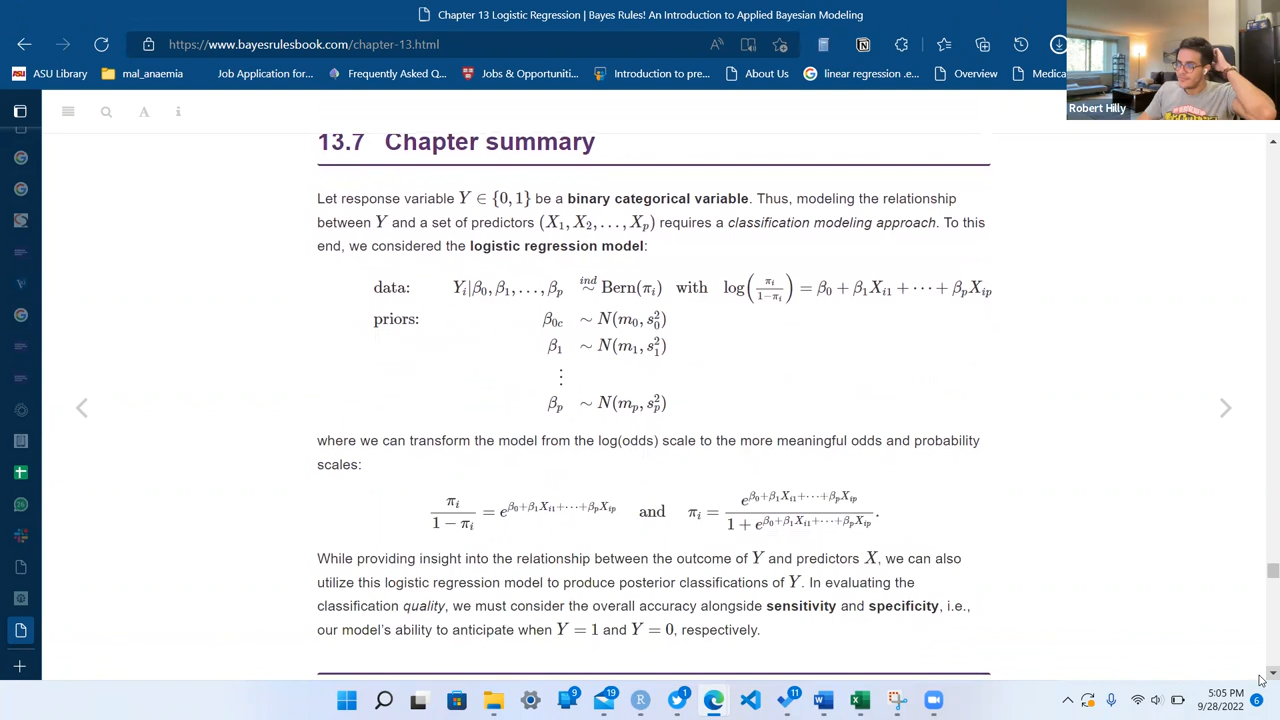 Chapter 13 Logistic Regression | Bayes Rules! An Introduction to Applied Bayesian Modeling
https://www.bayesrulesbook.com/chapter-13.html
ASU Library mal_anaemia Job Application for... Frequently Asked Q... Jobs & Opportuniti... Introduction to pre... About Us linear regression .e... Overview Medica
Robert Hilly
13.7 Chapter summary
Let response variable Y ∈ {0, 1} be a binary categorical variable. Thus, modeling the relationship
between Y and a set of predictors (X₁, X₂, . . . , Xₚ) requires a classification modeling approach. To this
end, we considered the logistic regression model:
data: Yᵢ|β₀, β₁, . . . , βₚ ind ∼ Bern(πᵢ) with log(πᵢ/1−πᵢ) = β₀ + β₁Xᵢ₁ + · · · + βₚXᵢₚ
priors: β₀c ∼ N(m₀, s₀²)
β₁ ∼ N(m₁, s₁²)
⋮
βₚ ∼ N(mₚ, sₚ²)
where we can transform the model from the log(odds) scale to the more meaningful odds and probability
scales:
πᵢ/1 − πᵢ = e^(β₀+β₁Xᵢ₁+···+βₚXᵢₚ) and πᵢ = e^(β₀+β₁Xᵢ₁+···+βₚXᵢₚ)/1 + e^(β₀+β₁Xᵢ₁+···+βₚXᵢₚ).
While providing insight into the relationship between the outcome of Y and predictors X, we can also
utilize this logistic regression model to produce posterior classifications of Y. In evaluating the
classification quality, we must consider the overall accuracy alongside sensitivity and specificity, i.e.,
our model's ability to anticipate when Y = 1 and Y = 0, respectively.
9 19 1 11
5:05 PM
9/28/2022 6